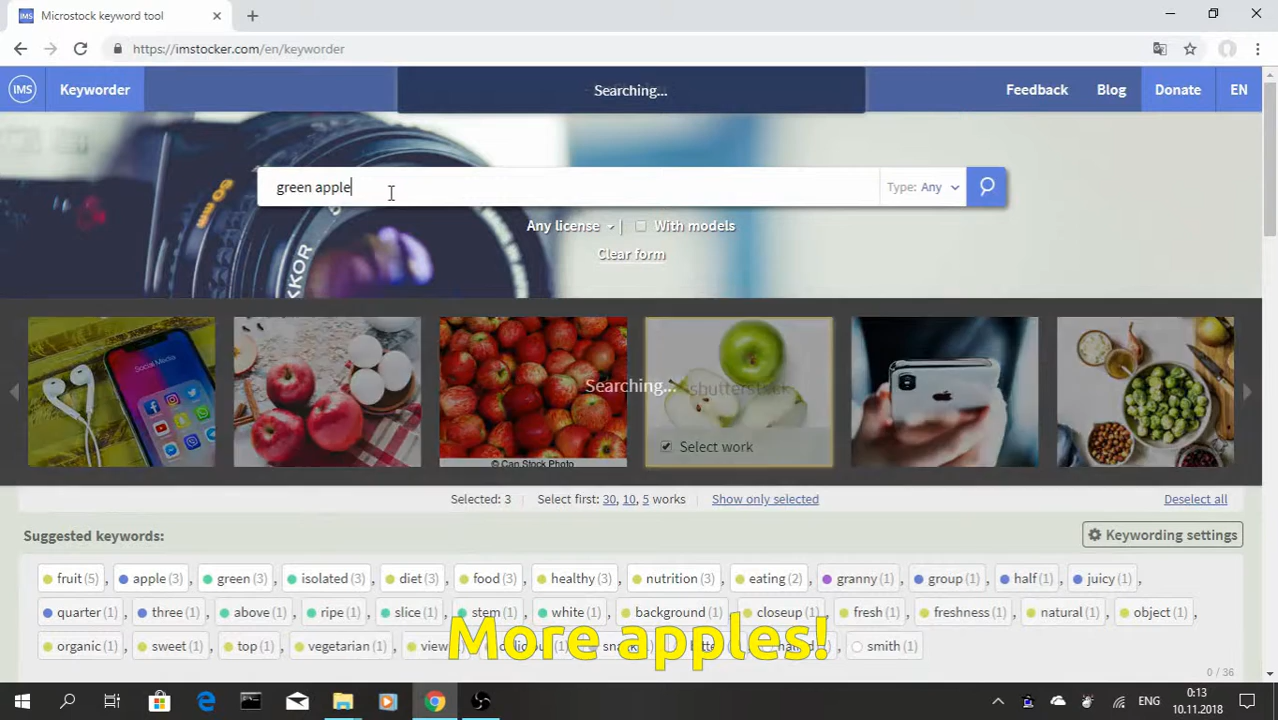 Microstock keyword tool
https://imstocker.com/en/keyworder
IMS Keyworder Searching... Feedback Blog Donate EN
green apple Type: Any
Any license | With models
Clear form
Social Media
Searching...
shutterstock
Select work
© Can Stock Photo
Selected: 3 Select first: 30, 10, 5 works Show only selected Deselect all
Suggested keywords: Keywording settings
fruit (5) , apple (3) , green (3) , isolated (3) , diet (3) , food (3) , healthy (3) , nutrition (3) , eating (2) , granny (1) , group (1) , half (1) , juicy (1) ,
quarter (1) , three (1) , above (1) , ripe (1) , slice (1) , stem (1) , white (1) , background (1) , closeup (1) , fresh (1) , freshness (1) , natural (1) , object (1) ,
organic (1) , sweet (1) , top (1) , vegetarian (1) , view smith (1)
More apples!
0 / 36
ENG 0:13
10.11.2018